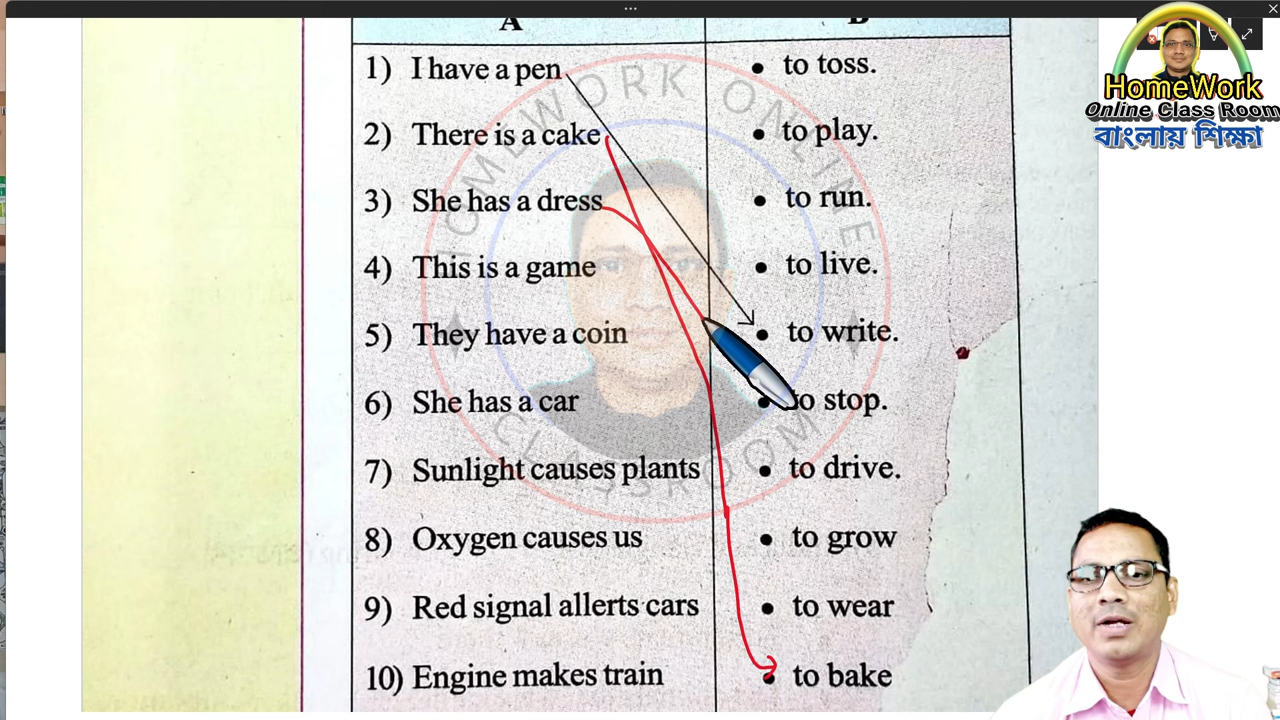 A B
1) I have a pen • to toss.
2) There is a cake • to play.
3) She has a dress • to run.
4) This is a game • to live.
5) They have a coin • to write.
6) She has a car • to stop.
7) Sunlight causes plants • to drive.
8) Oxygen causes us • to grow
9) Red signal allerts cars • to wear
10) Engine makes train • to bake
HomeWork
Online Class Room
বাংলায় শিক্ষা
HOMEWORK ONLINE
CLASSROOM